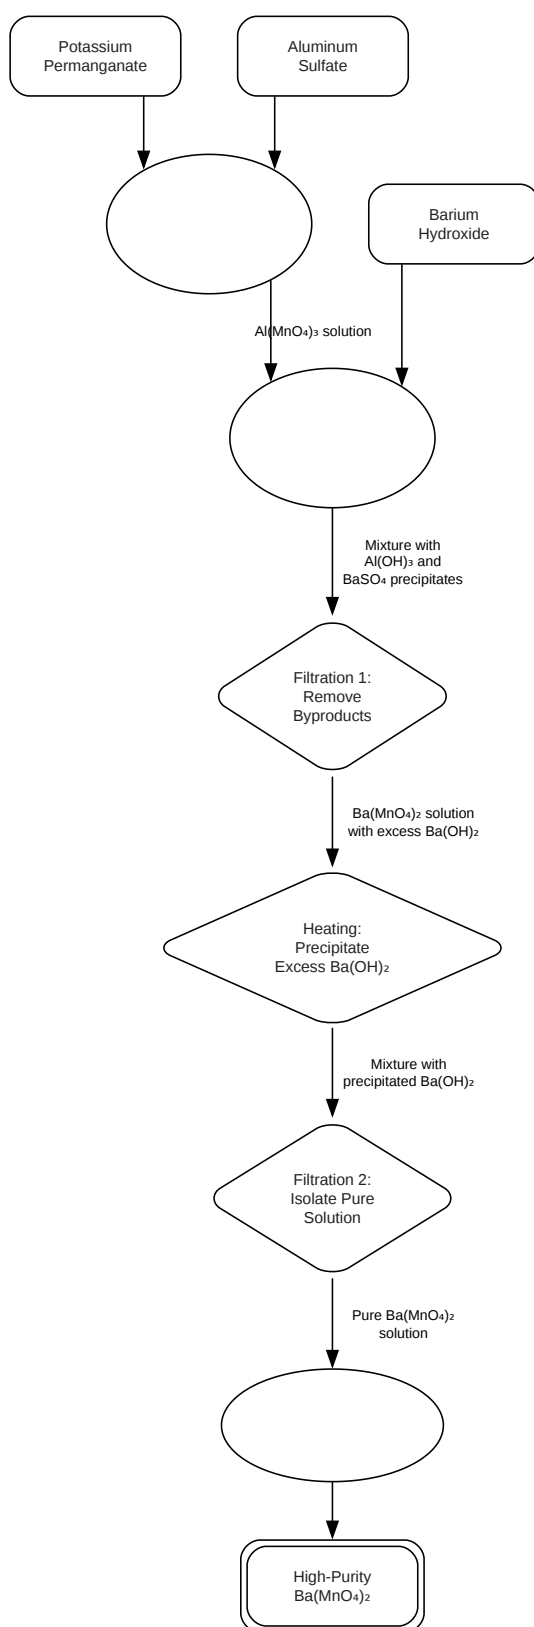 Potassium
Permanganate
Aluminum
Sulfate
Barium
Hydroxide
Al(MnO₄)₃ solution
Mixture with
Al(OH)₃ and
BaSO₄ precipitates
Filtration 1:
Remove
Byproducts
Ba(MnO₄)₂ solution
with excess Ba(OH)₂
Heating:
Precipitate
Excess Ba(OH)₂
Mixture with
precipitated Ba(OH)₂
Filtration 2:
Isolate Pure
Solution
Pure Ba(MnO₄)₂
solution
High-Purity
Ba(MnO₄)₂